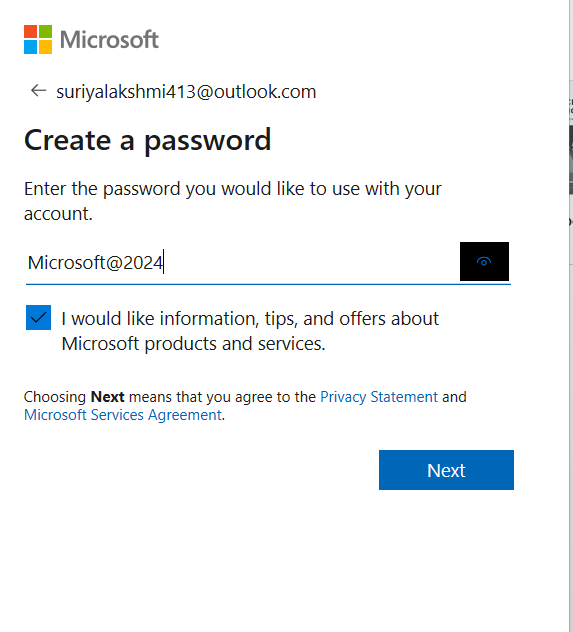 Microsoft
suriyalakshmi413@outlook.com
Create a password
Enter the password you would like to use with your
account.
Microsoft@2024
I would like information, tips, and offers about
Microsoft products and services.
Choosing Next means that you agree to the Privacy Statement and
Microsoft Services Agreement.
Next